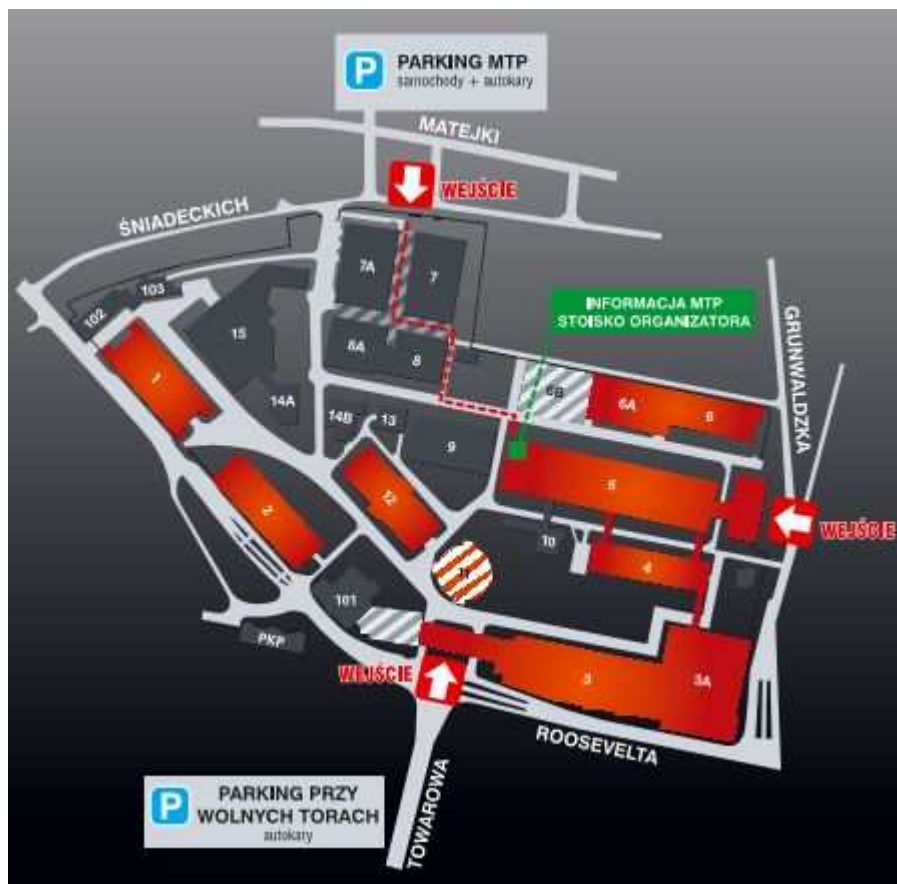 P
PARKING MTP
samochody + autokary
MATEJKI
WEJŚCIE
ŚNIADECKICH
7A
7
103
102
INFORMACJA MTP
STOISKO ORGANIZATORA
GRUNWALDZKA
15
8A
8
1
6B
6A
6
14A
14B
13
9
12
5
2
WEJŚCIE
10
4
11
101
PKP
WEJŚCIE
3
3A
ROOSEVELTA
TOWAROWA
P
PARKING PRZY
WOLNYCH TORACH
autokary